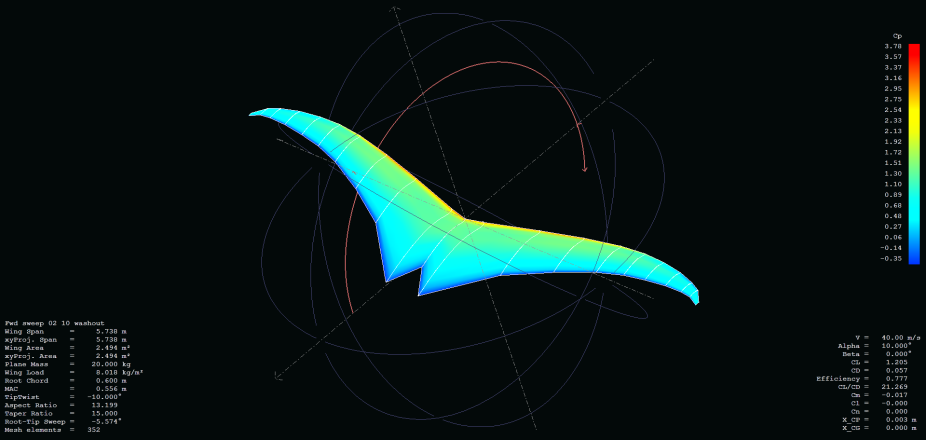 Cp
3.78
3.57
3.37
3.16
2.95
2.75
2.54
2.33
2.13
1.92
1.72
1.51
1.30
1.10
0.89
0.68
0.48
0.27
0.06
-0.14
-0.35
Fwd sweep 02 10 washout
Wing Span = 5.738 m
xyProj. Span = 5.738 m
Wing Area = 2.494 m²
xyProj. Area = 2.494 m²
Plane Mass = 20.000 kg
Wing Load = 8.018 kg/m²
Root Chord = 0.600 m
MAC = 0.556 m
TipTwist = -10.000°
Aspect Ratio = 13.199
Taper Ratio = 15.000
Root-Tip Sweep = -5.574°
Mesh elements = 352
V = 40.00 m/s
Alpha = 10.000°
Beta = 0.000°
CL = 1.205
CD = 0.057
Efficiency = 0.777
CL/CD = 21.269
Cm = -0.017
Cl = -0.000
Cn = 0.000
X_CP = 0.003 m
X_CG = 0.000 m